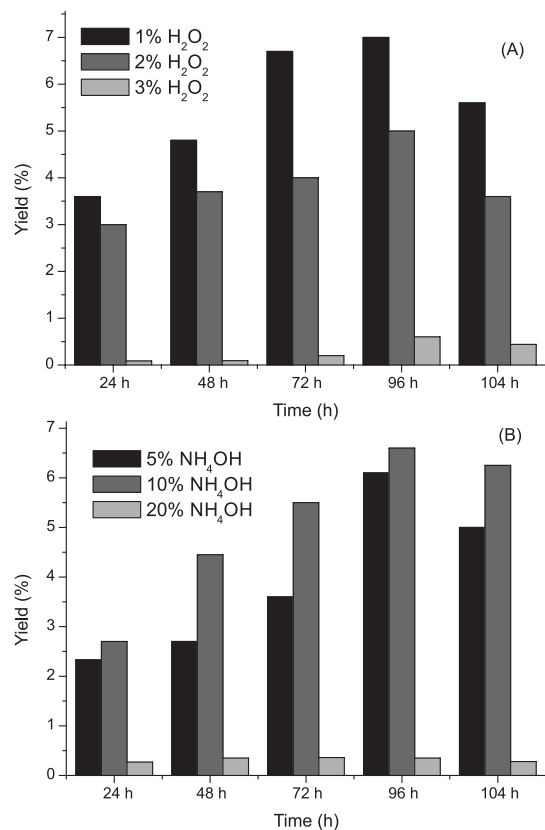 7
6
5
4
3
2
1
0
Yield (%)
1% H₂O₂
2% H₂O₂
3% H₂O₂
(A)
24 h 48 h 72 h 96 h 104 h
Time (h)
7
6
5
4
3
2
1
0
Yield (%)
5% NH₄OH
10% NH₄OH
20% NH₄OH
(B)
24 h 48 h 72 h 96 h 104 h
Time (h)